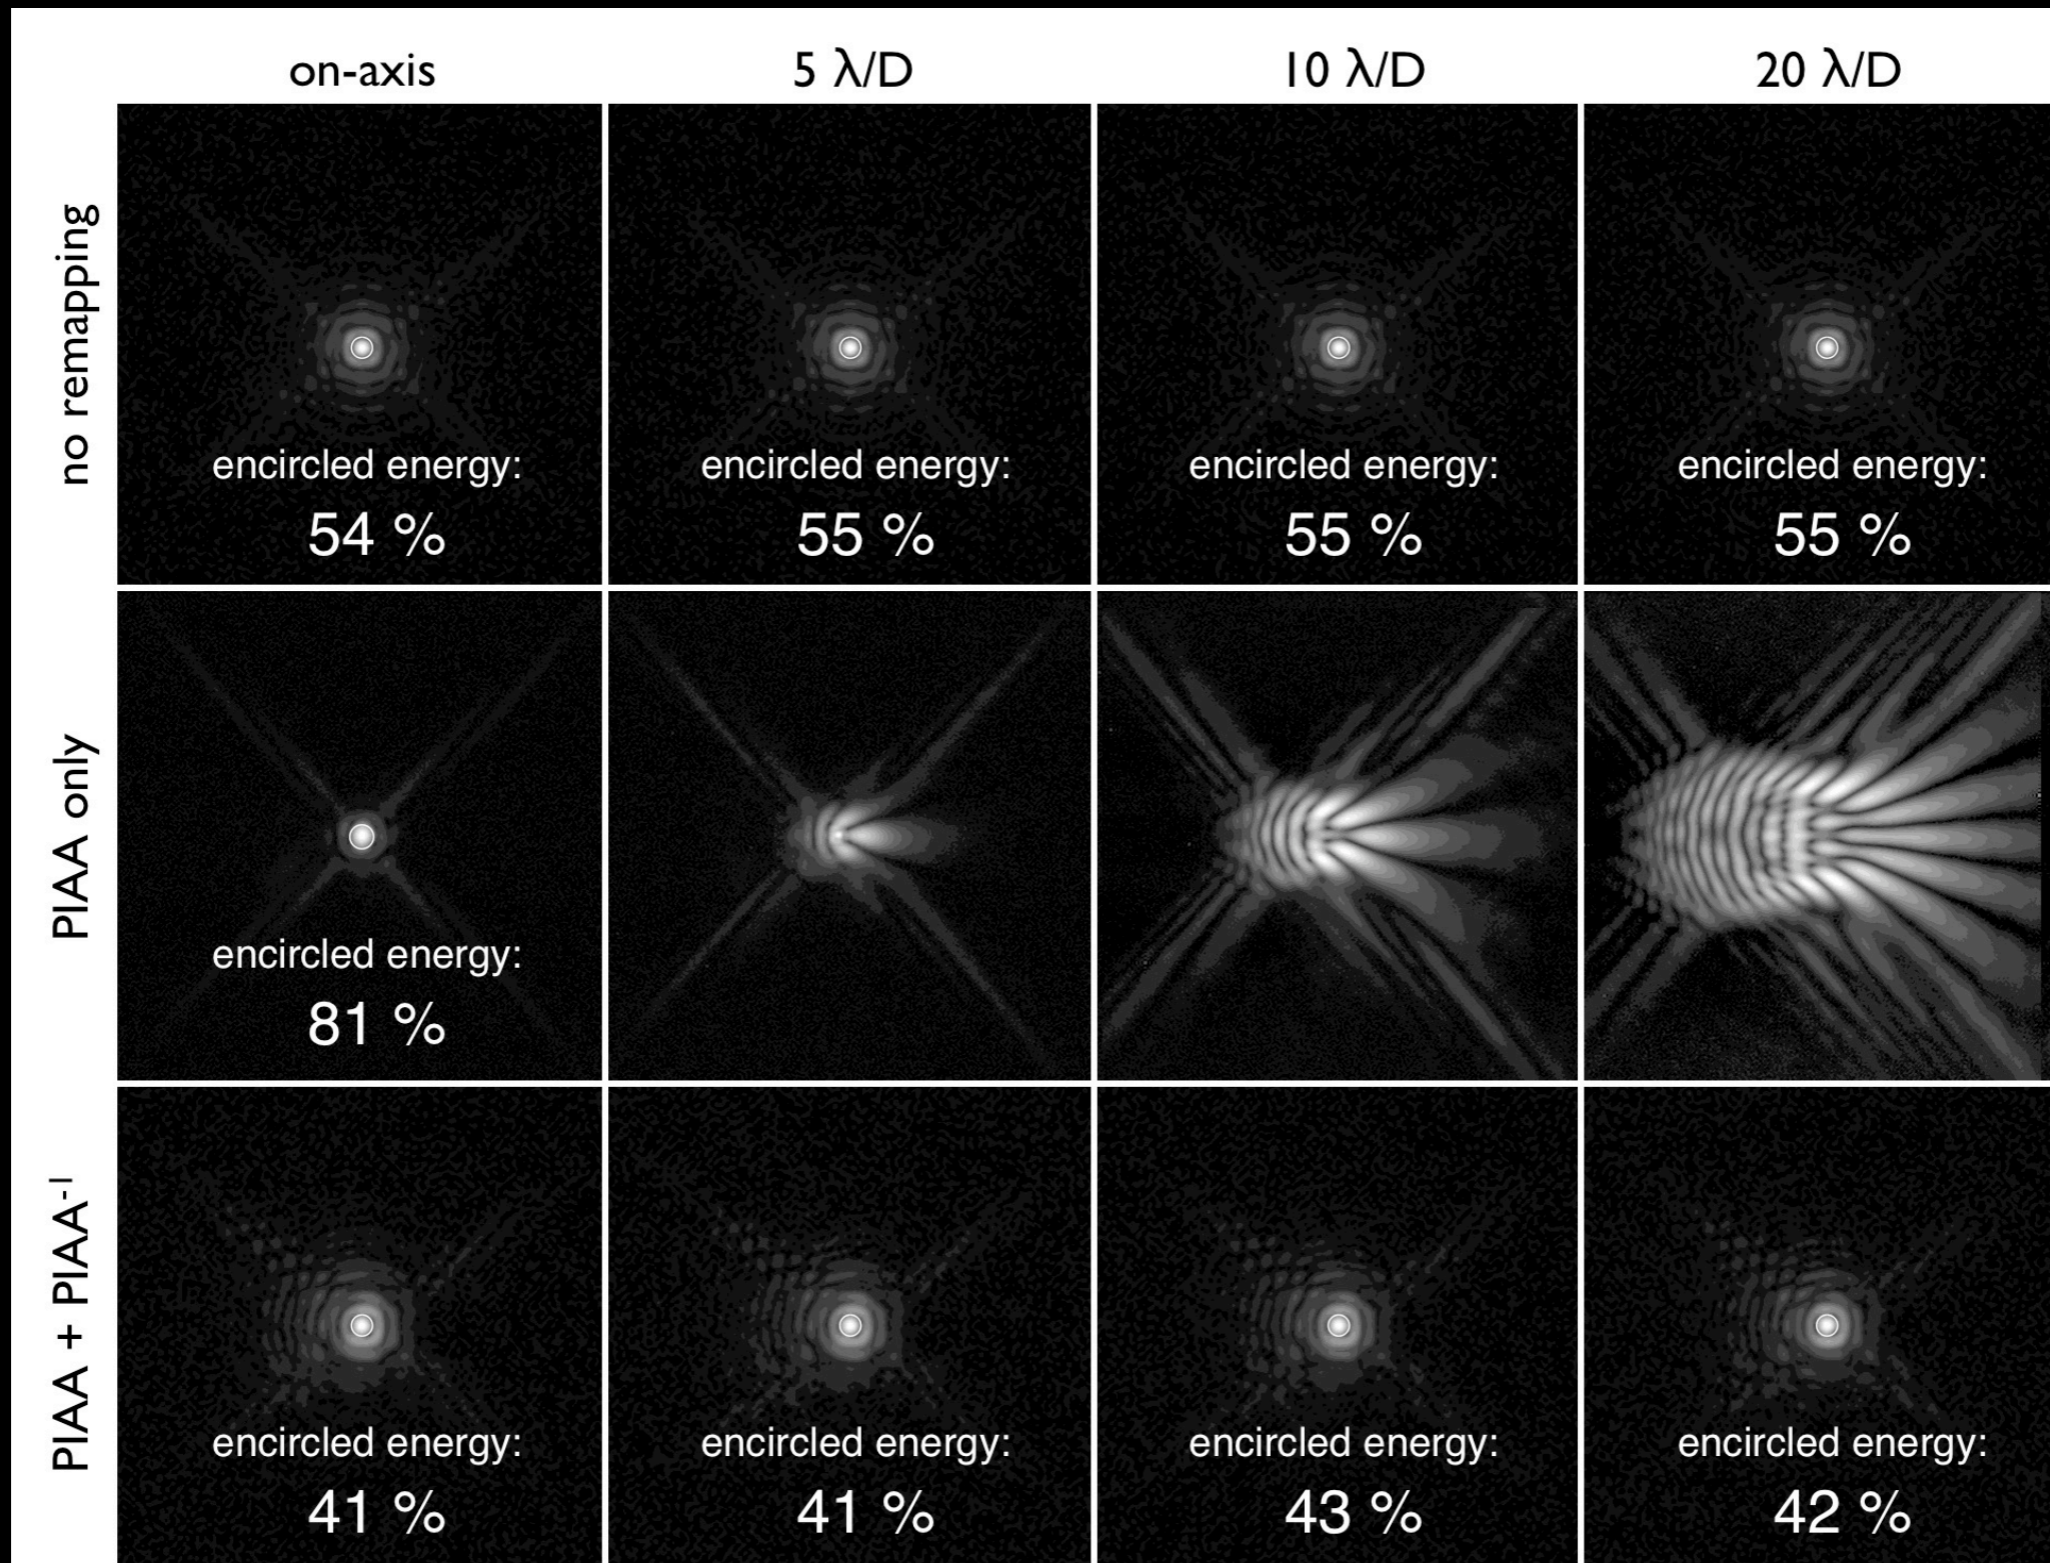 on-axis
5 λ/D
10 λ/D
20 λ/D
no remapping
encircled energy:
54 %
encircled energy:
55 %
encircled energy:
55 %
encircled energy:
55 %
PIAA only
encircled energy:
81 %
PIAA + PIAA⁻¹
encircled energy:
41 %
encircled energy:
41 %
encircled energy:
43 %
encircled energy:
42 %